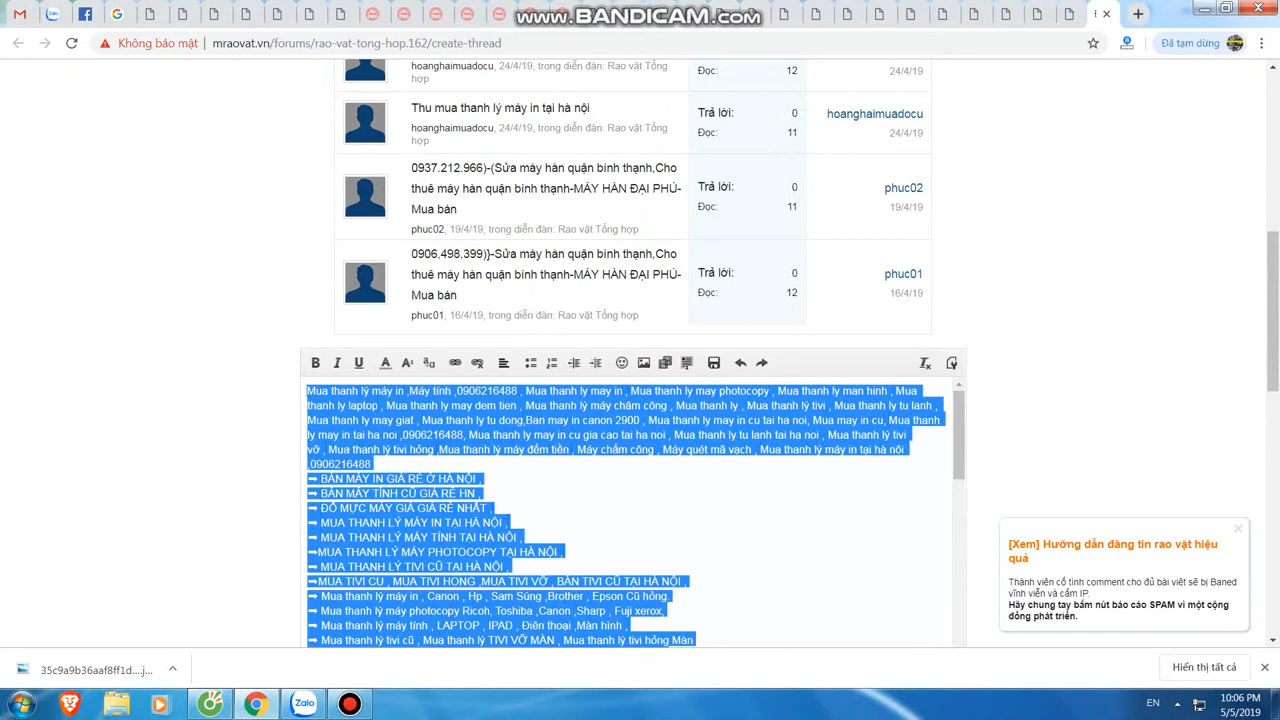 www.BANDICAM.com
Không bảo mật
mraovat.vn/forums/rao-vat-tong-hop.162/create-thread
Đã tạm dừng
hoanghaimuadocu, 24/4/19, trong diễn đàn: Rao vặt Tổng hợp
Đọc: 12
24/4/19
Thu mua thanh lý máy in tại hà nội
hoanghaimuadocu, 24/4/19, trong diễn đàn: Rao vặt Tổng hợp
Trả lời: 0
Đọc: 11
hoanghaimuadocu
24/4/19
0937.212.966)-(Sửa máy hàn quận bình thạnh,Cho
thuê máy hàn quận bình thạnh-MÁY HÀN ĐẠI PHÚ-
Mua bán
phuc02, 19/4/19, trong diễn đàn: Rao vặt Tổng hợp
Trả lời: 0
Đọc: 11
phuc02
19/4/19
0906,498,399)}-Sửa máy hàn quận bình thạnh,Cho
thuê máy hàn quận bình thạnh-MÁY HÀN ĐẠI PHÚ-
Mua bán
phuc01, 16/4/19, trong diễn đàn: Rao vặt Tổng hợp
Trả lời: 0
Đọc: 12
phuc01
16/4/19
Mua thanh lý máy in ,Máy tính ,0906216488 , Mua thanh ly may in , Mua thanh ly may photocopy , Mua thanh ly man hinh , Mua
thanh ly laptop , Mua thanh ly may dem tien , Mua thanh lý máy chấm công , Mua thanh ly , Mua thanh lý tivi , Mua thanh ly tu lanh ,
Mua thanh ly may giat , Mua thanh ly tu dong,Ban may in canon 2900 , Mua thanh ly may in cu tai ha noi, Mua may in cu, Mua thanh
ly may in tai ha noi ,0906216488, Mua thanh ly may in cu gia cao tai ha noi , Mua thanh ly tu lanh tai ha noi , Mua thanh lý tivi
vỡ , Mua thanh lý tivi hỏng ,Mua thanh lý máy đếm tiền , Máy chấm công , Máy quét mã vạch , Mua thanh lý máy in tại hà nội
,0906216488
➡ BÁN MÁY IN GIÁ RẺ Ở HÀ NỘI ,
➡ BÁN MÁY TÍNH CŨ GIÁ RẺ HN ,
➡ ĐỔ MỰC MÁY GIÁ GIÁ RẺ NHẤT ,
➡ MUA THANH LÝ MÁY IN TẠI HÀ NỘI ,
➡ MUA THANH LÝ MÁY TÍNH TẠI HÀ NỘI ,
➡MUA THANH LÝ MÁY PHOTOCOPY TẠI HÀ NỘI ,
➡ MUA THANH LÝ TIVI CŨ TẠI HÀ NỘI ,
➡MUA TIVI CU , MUA TIVI HONG ,MUA TIVI VỠ , BÁN TIVI CŨ TẠI HÀ NỘI ,
➡ Mua thanh lý máy in , Canon , Hp , Sam Sùng ,Brother , Epson Cũ hỏng,
➡ Mua thanh lý máy photocopy Ricoh, Toshiba ,Canon ,Sharp , Fuji xerox,
➡ Mua thanh lý máy tính , LAPTOP , IPAD , Điện thoại ,Màn hình ,
➡ Mua thanh lý tivi cũ , Mua thanh lý TIVI VỠ MÀN , Mua thanh lý tivi hỏng Màn
[Xem] Hướng dẫn đăng tin rao vặt hiệu
quả
Thành viên cố tình comment cho đủ bài viết sẽ bị Baned
vĩnh viễn và cấm IP.
Hãy chung tay bấm nút báo cáo SPAM vì một cộng
đồng phát triển.
35c9a9b36aaf8ff1d....j...
Hiển thị tất cả
Zalo
EN
10:06 PM
5/5/2019